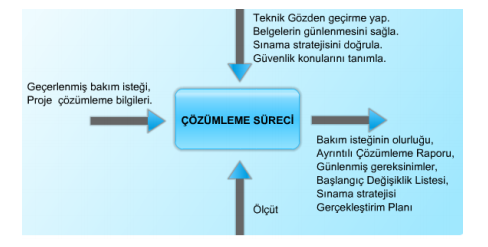 Teknik Gözden geçirme yap.
Belgelerin günlenmesini sağla.
Sınama stratejisini doğrula.
Güvenlik konularını tanımla.
Geçerlenmiş bakım isteği,
Proje çözümleme bilgileri.
ÇÖZÜMLEME SÜRECİ
Bakım isteğinin olurluğu,
Ayrıntılı Çözümleme Raporu,
Günlenmiş gereksinimler,
Başlangıç Değişiklik Listesi,
Sınama stratejisi
Gerçekleştirim Planı
Ölçüt